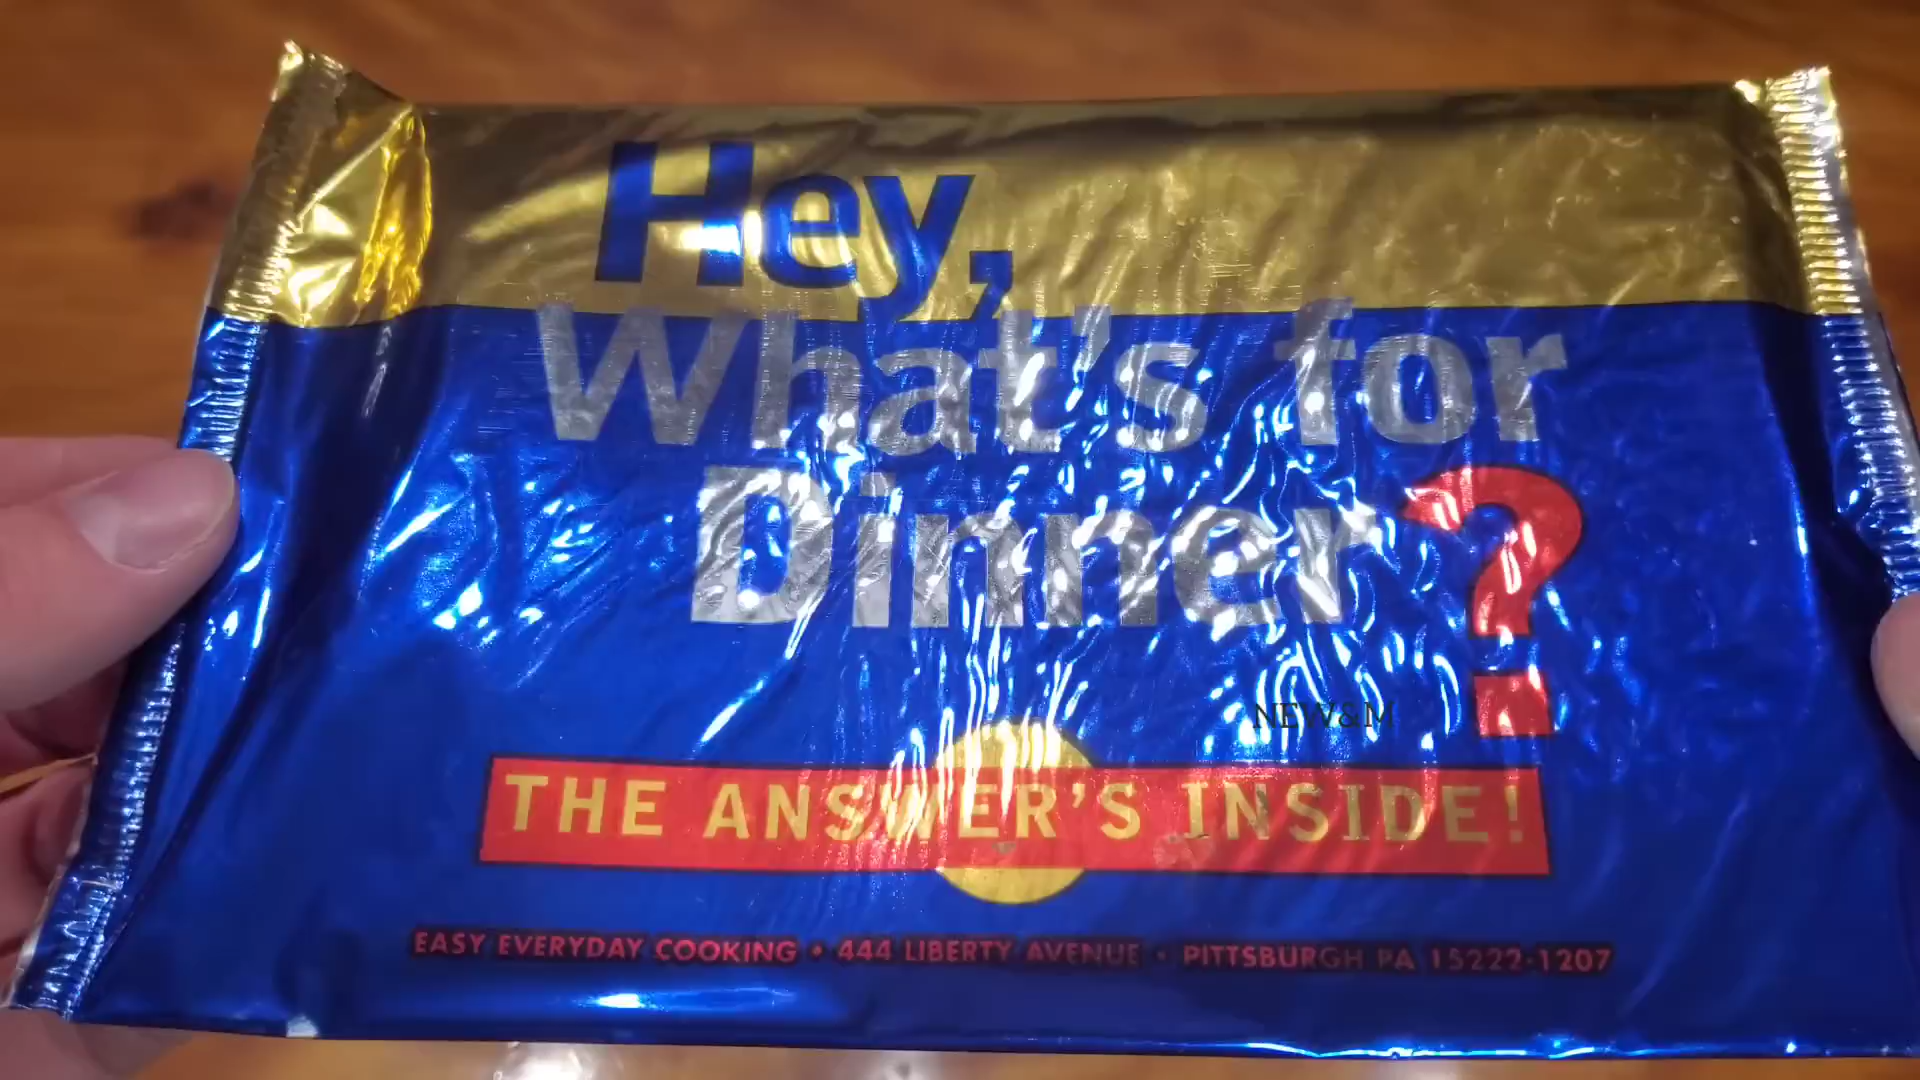 Hey,
What's for
Dinner?
NEW&M
THE ANSWER'S INSIDE!
EASY EVERYDAY COOKING • 444 LIBERTY AVENUE • PITTSBURGH PA 15222-1207